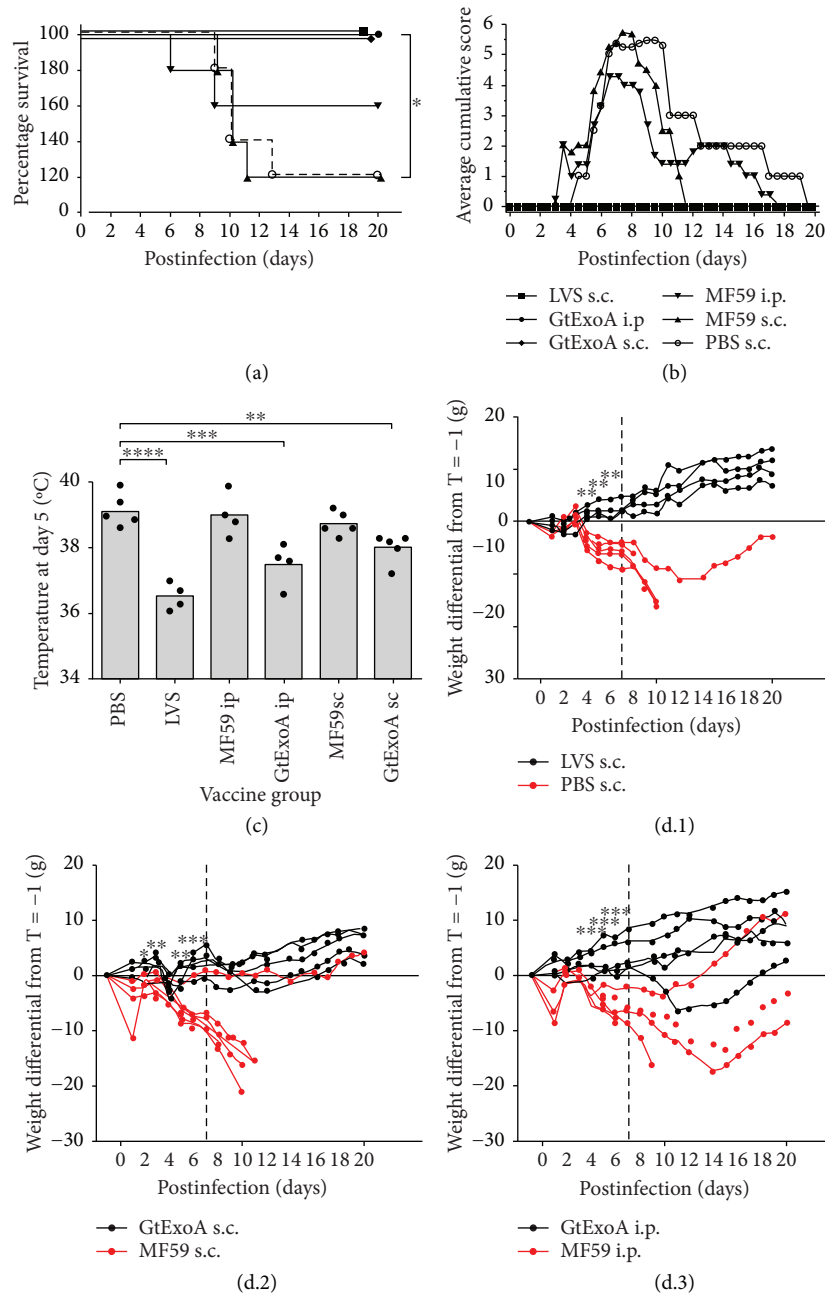 Percentage survival
100
180
160
140
120
100
0 2 4 6 8 10 12 14 16 18 20
Postinfection (days)
*
(a)
Average cumulative score
6
5
4
3
2
1
0
0 2 4 6 8 10 12 14 16 18 20
Postinfection (days)
LVS s.c.
GtExoA i.p
GtExoA s.c.
MF59 i.p.
MF59 s.c.
PBS s.c.
(b)
Temperature at day 5 (°C)
40
38
36
34
**
***
****
PBS
LVS
MF59 ip
GtExoA ip
MF59sc
GtExoA sc
Vaccine group
(c)
Weight differential from T = −1 (g)
20
10
0
−10
−20
30
**
**
**
0 2 4 6 8 10 12 14 16 18 20
Postinfection (days)
LVS s.c.
PBS s.c.
(d.1)
Weight differential from T = −1 (g)
20
10
0
−10
−20
−30
*
**
**
***
0 2 4 6 8 10 12 14 16 18 20
Postinfection (days)
GtExoA s.c.
MF59 s.c.
(d.2)
Weight differential from T = −1 (g)
20
10
0
−10
−20
−30
***
***
***
0 2 4 6 8 10 12 14 16 18 20
Postinfection (days)
GtExoA i.p.
MF59 i.p.
(d.3)